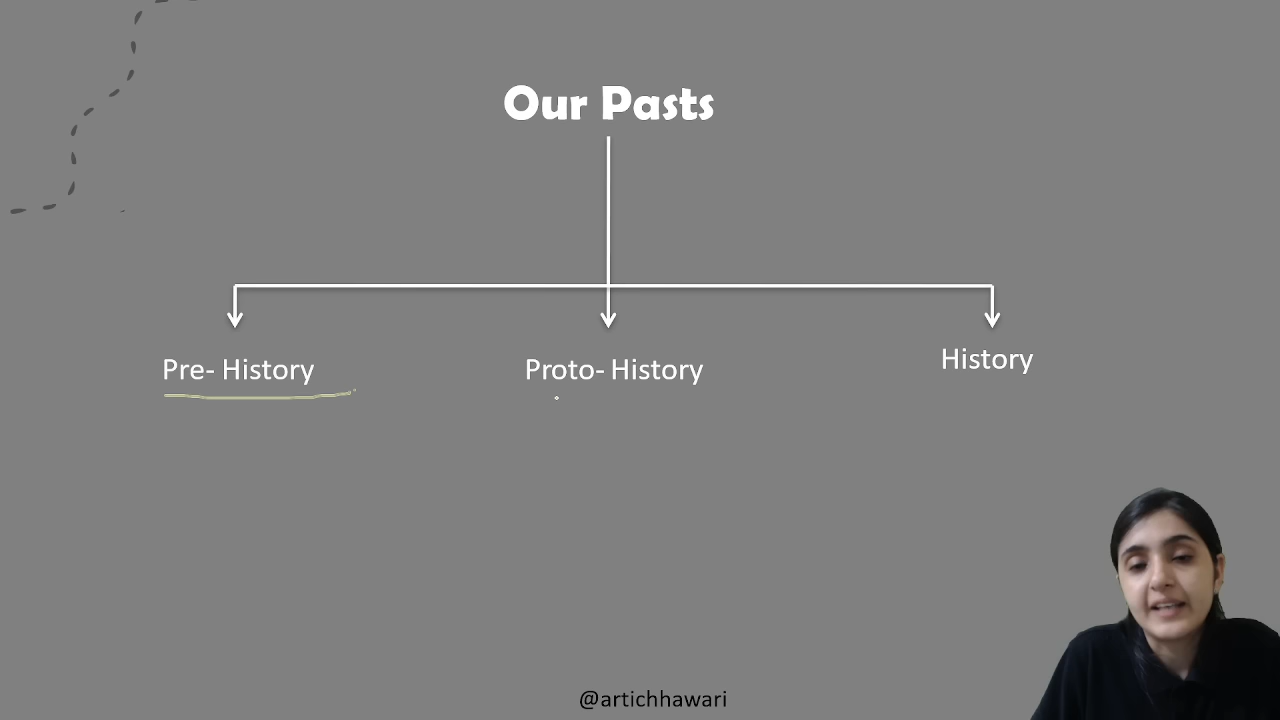 Our Pasts
Pre- History
Proto- History
History
@artichhawari